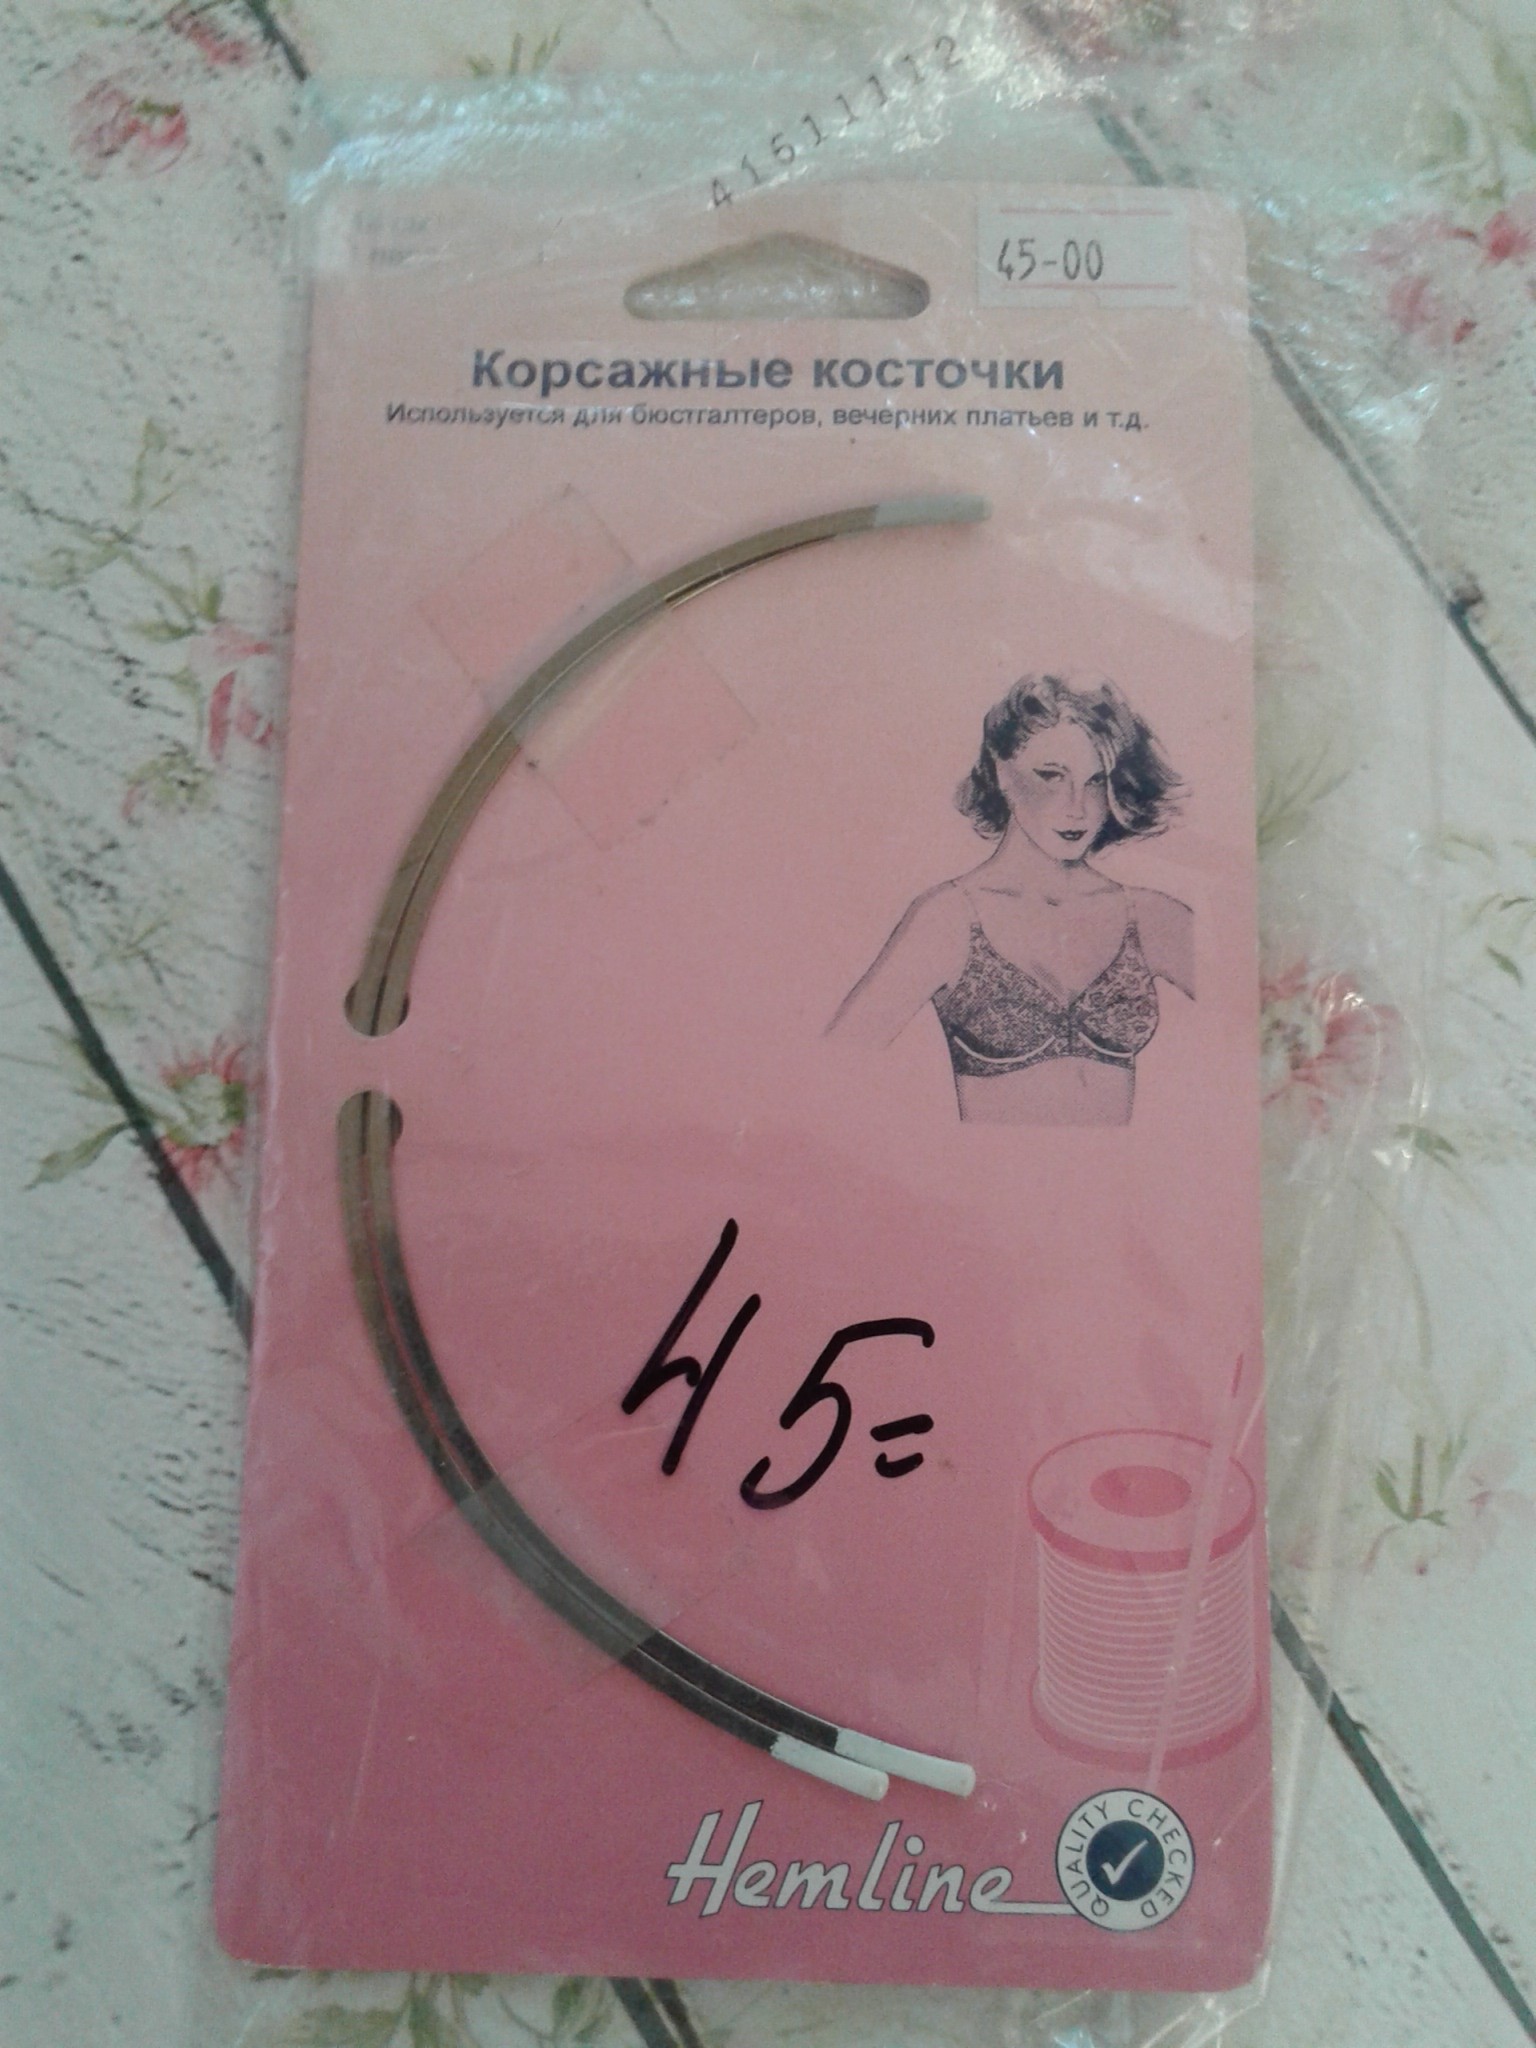 41511112
45-00
Корсажные косточки
Используется для бюстгалтеров, вечерних платьев и т.д.
45=
Hemline
QUALITY CHECKED